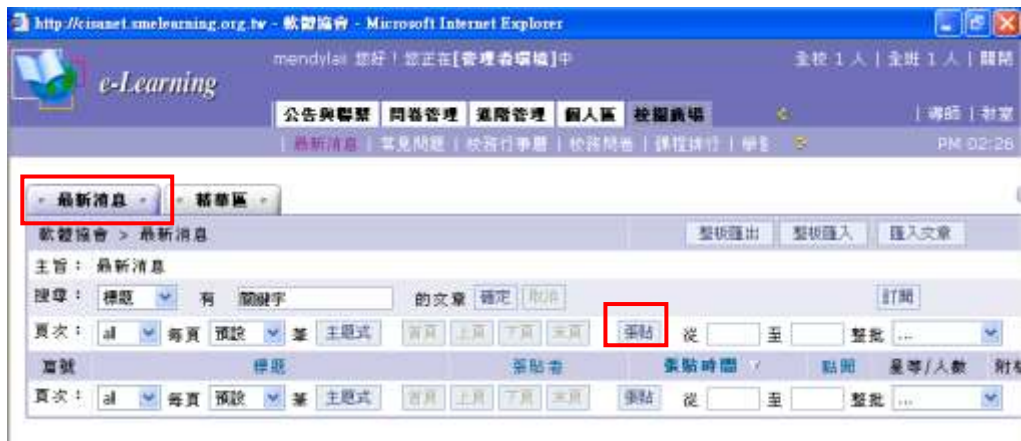 http://cisanet.smelearning.org.tw - 軟體協會 - Microsoft Internet Explorer
e-Learning
mendylai 您好！您正在[管理者環境]中
全校 1 人 | 全班 1 人 | 關閉
公告與聯繫 問卷管理 進階管理 個人區 校園廣場
| 導師 | 教室
| 最新消息 | 常見問題 | 校務行事曆 | 校務問卷 | 課程排行 |
PM 02:26
最新消息 精華區
軟體協會 > 最新消息 整板匯出 整板匯入 匯入文章
主旨： 最新消息
搜尋： 標題 有 關鍵字 的文章 確定 取消 訂閱
頁次： all 每頁 預設 筆 主題式 首頁 上頁 下頁 末頁 張貼 從 至 整批 ...
篇號 標題 張貼者 張貼時間 點閱 星等/人數
頁次： all 每頁 預設 筆 主題式 首頁 上頁 下頁 末頁 張貼 從 至 整批 ...